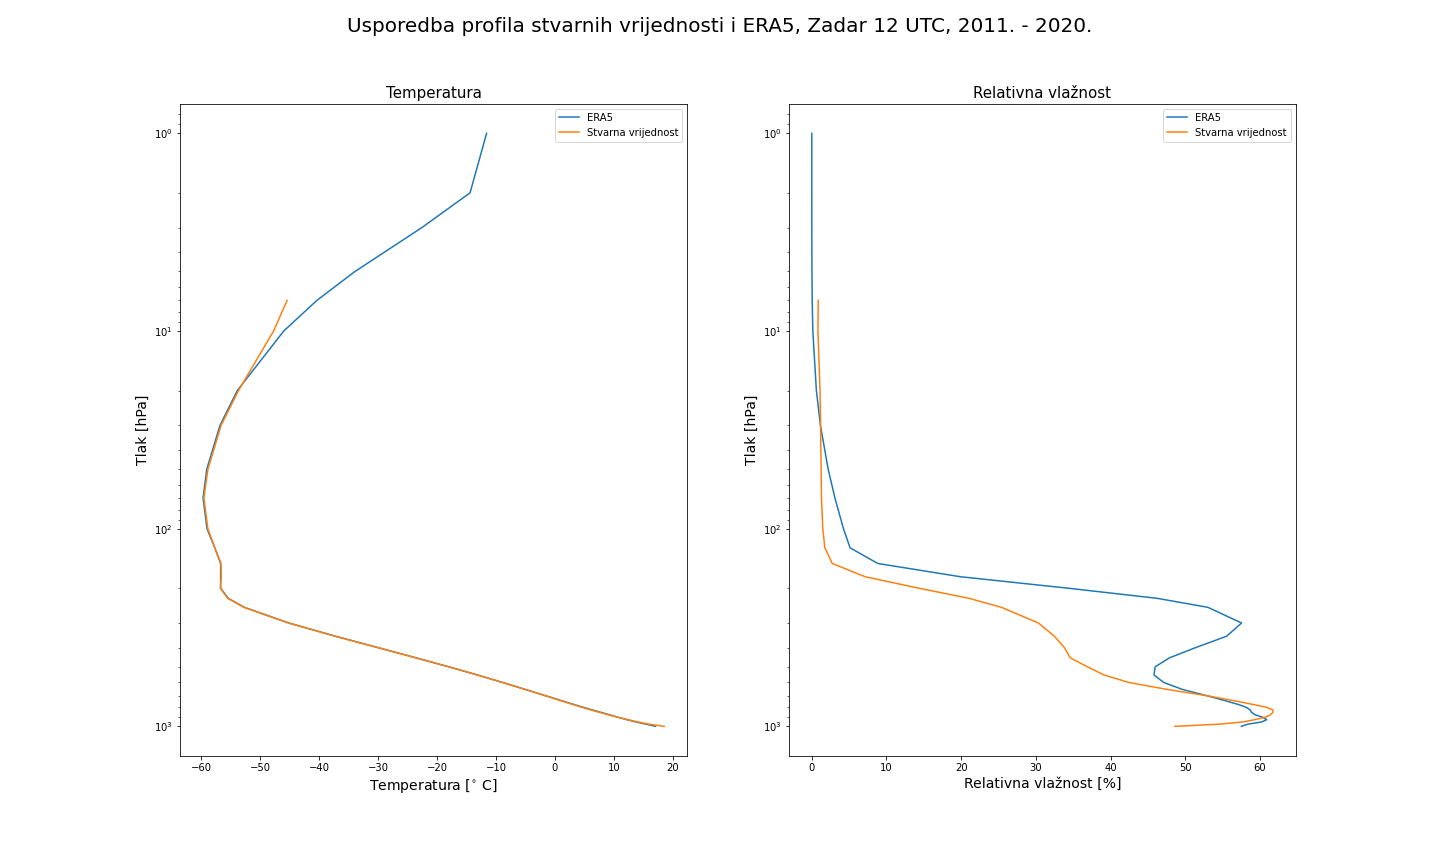 Usporedba profila stvarnih vrijednosti i ERA5, Zadar 12 UTC, 2011. - 2020.
Temperatura
ERA5
Stvarna vrijednost
10⁰
10¹
10²
10³
Tlak [hPa]
−60 −50 −40 −30 −20 −10 0 10 20
Temperatura [° C]
Relativna vlažnost
ERA5
Stvarna vrijednost
10⁰
10¹
10²
10³
Tlak [hPa]
0 10 20 30 40 50 60
Relativna vlažnost [%]